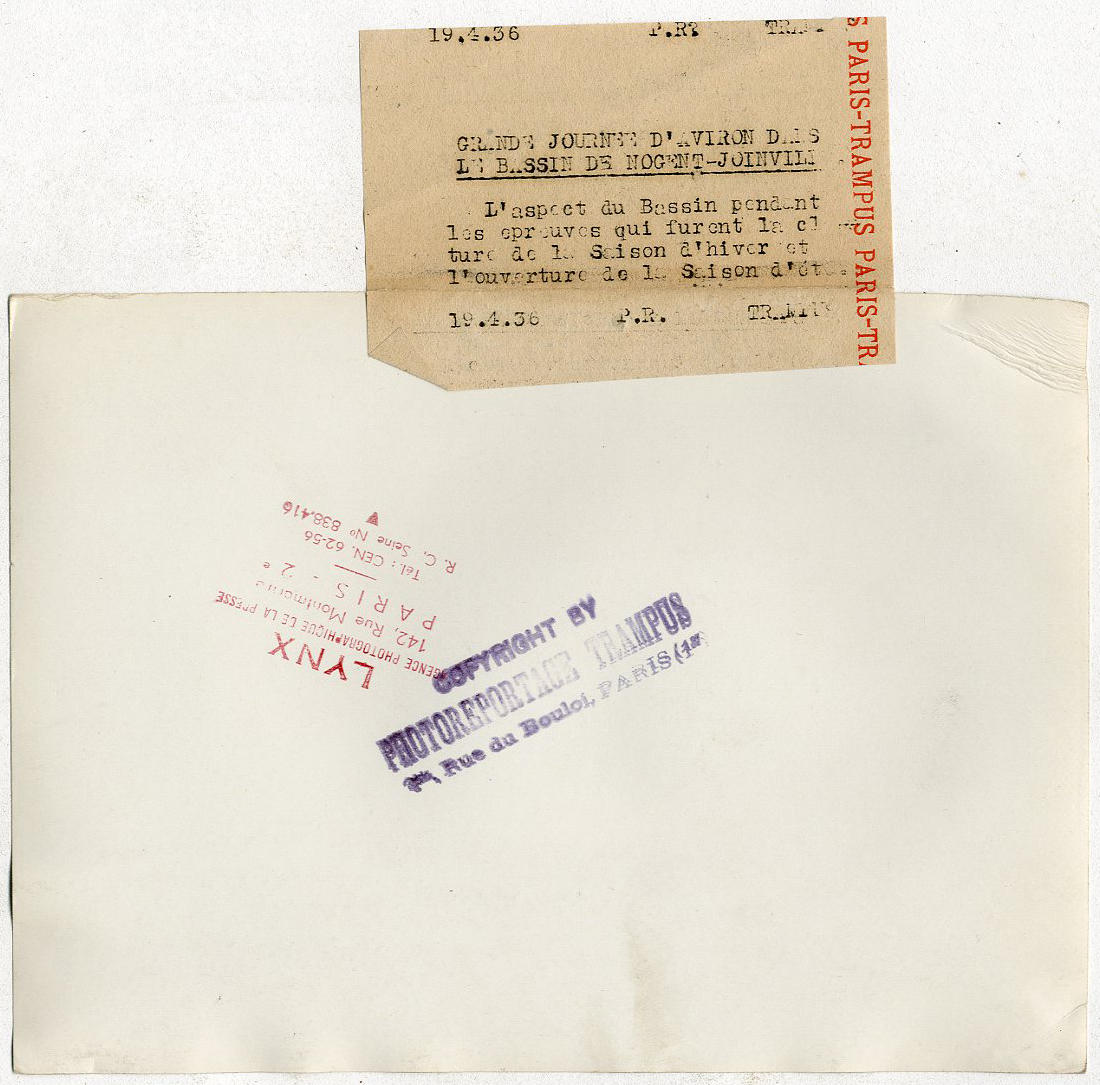 19.4.36 P.R?
GRANDE JOURNEE D'AVIRON DANS
LE BASSIN DE NOGENT-JOINVILL
L'aspect du Bassin pendant
les epreuves qui furent la cl
ture de la Saison d'hiver et
l'ouverture de la Saison d'été.
19.4.36 P.R. TRAMPUS
S PARIS-TRAMPUS PARIS-TR
LYNX
AGENCE PHOTOGRAPHIQUE DE LA PRESSE
142, Rue Montmartre
PARIS - 2e
Tél.: CEN. 62-56
R. C. Seine Nº 838.416
COPYRIGHT BY
PHOTOREPORTAGE TRAMPUS
Rue du Bouloi, PARIS (1er)